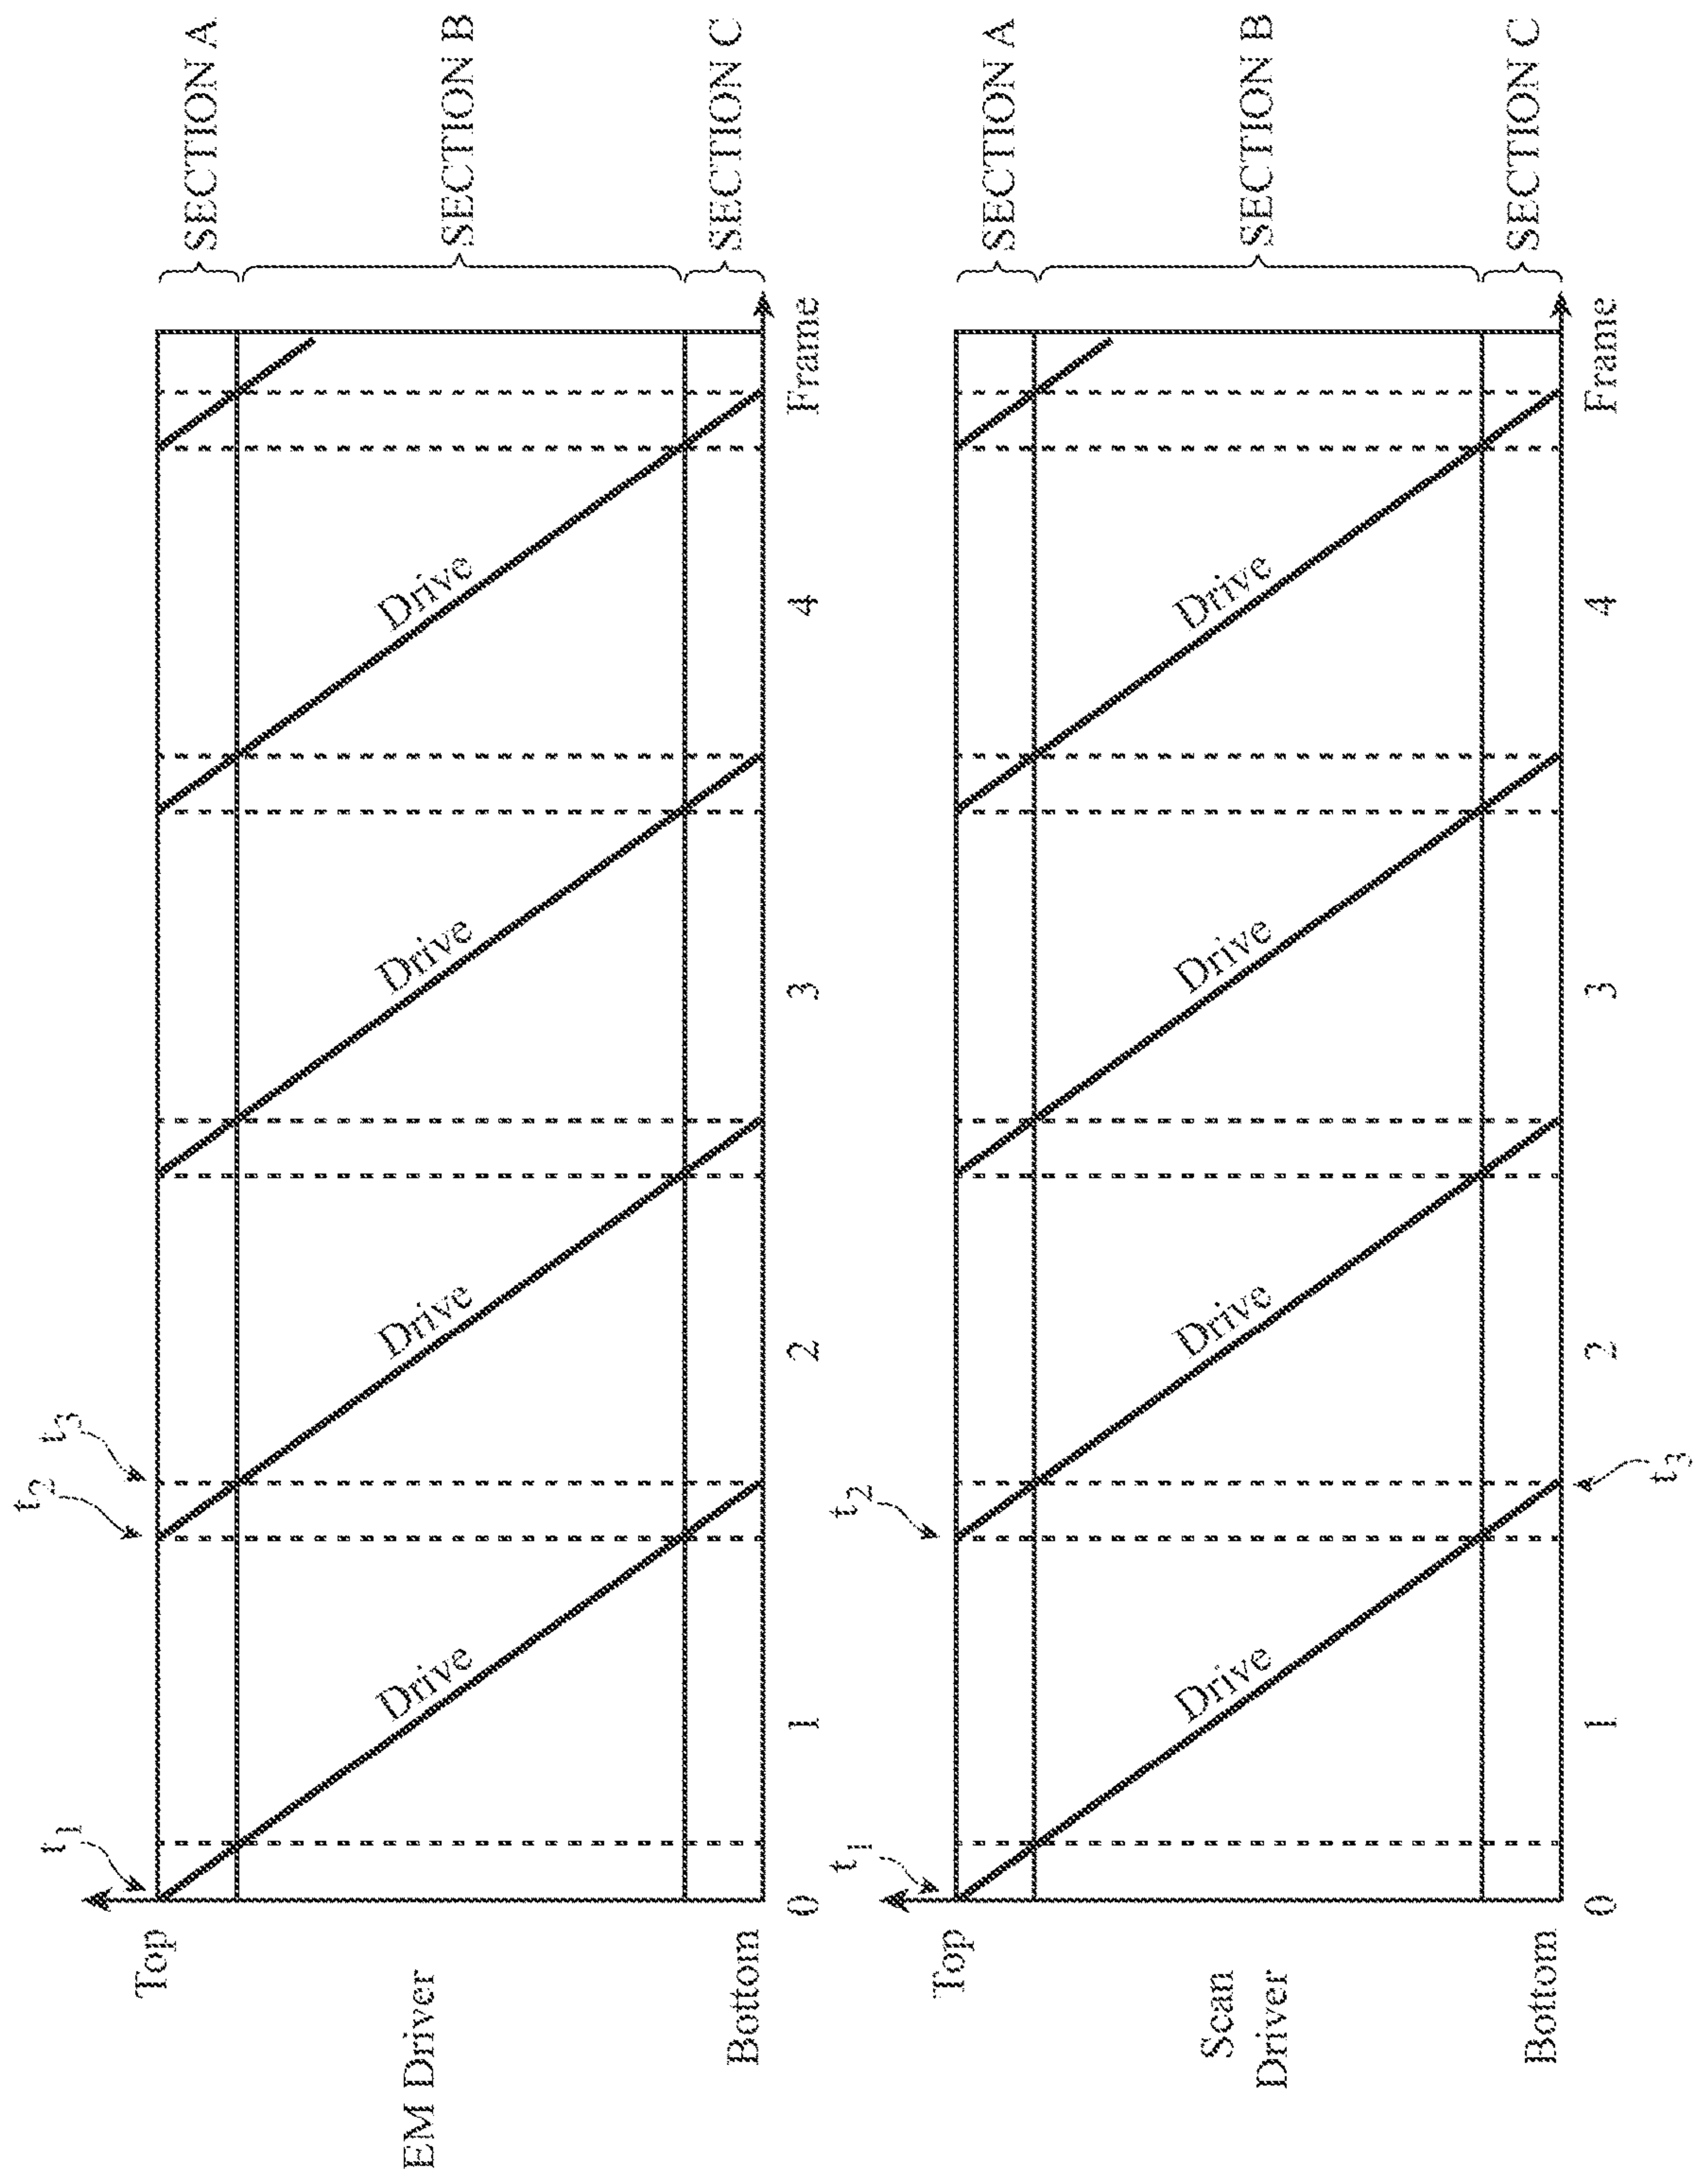 t1
t2
t3
Top
SECTION A
EM Driver
Drive
Drive
Drive
Drive
SECTION B
Bottom
SECTION C
0
1
2
3
4
Frame
t1
t2
Top
SECTION A
Scan
Driver
Drive
Drive
Drive
Drive
SECTION B
Bottom
SECTION C
0
1
2
3
4
Frame
t3